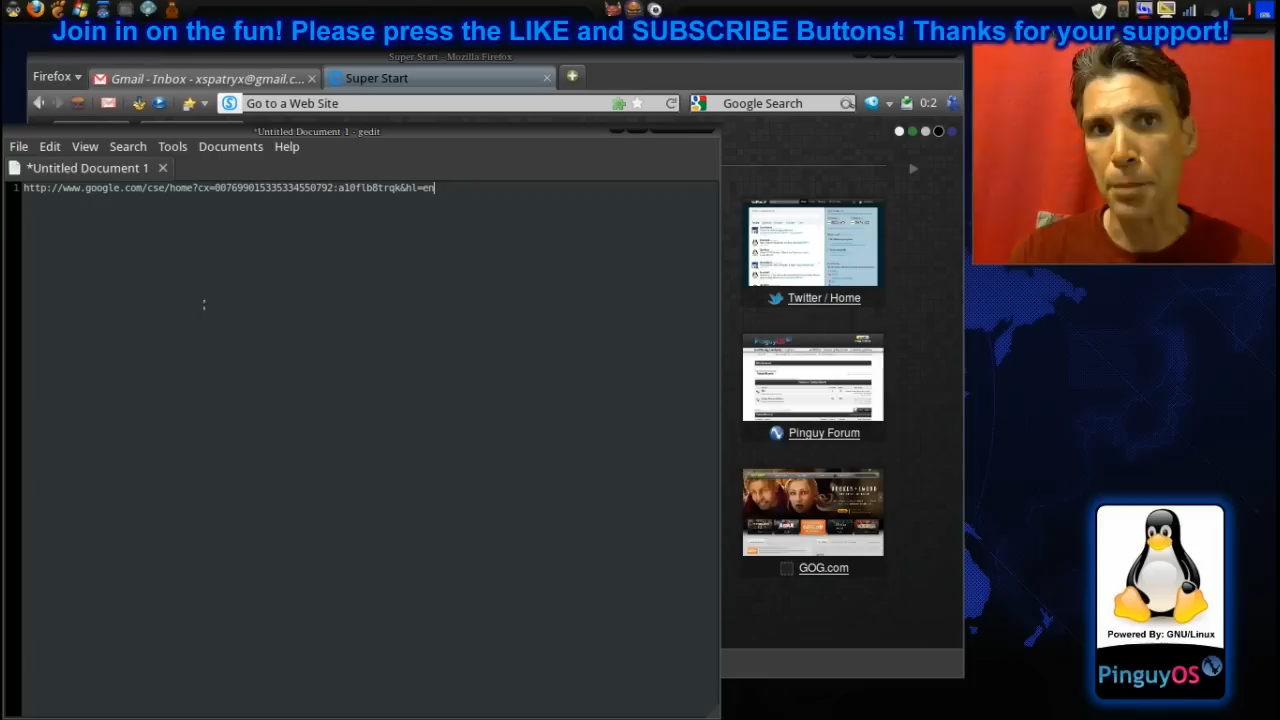 Join in on the fun! Please press the LIKE and SUBSCRIBE Buttons! Thanks for your support!
Super Start - Mozilla Firefox
Firefox
Gmail - Inbox - xspatryx@gmail.c...
Super Start
Go to a Web Site
Google Search
0:2
*Untitled Document 1 - gedit
File Edit View Search Tools Documents Help
*Untitled Document 1
1 http://www.google.com/cse/home?cx=007699015335334550792:a10flb8trqk&hl=en
Twitter / Home
Pinguy Forum
GOG.com
Powered By: GNU/Linux
PinguyOS